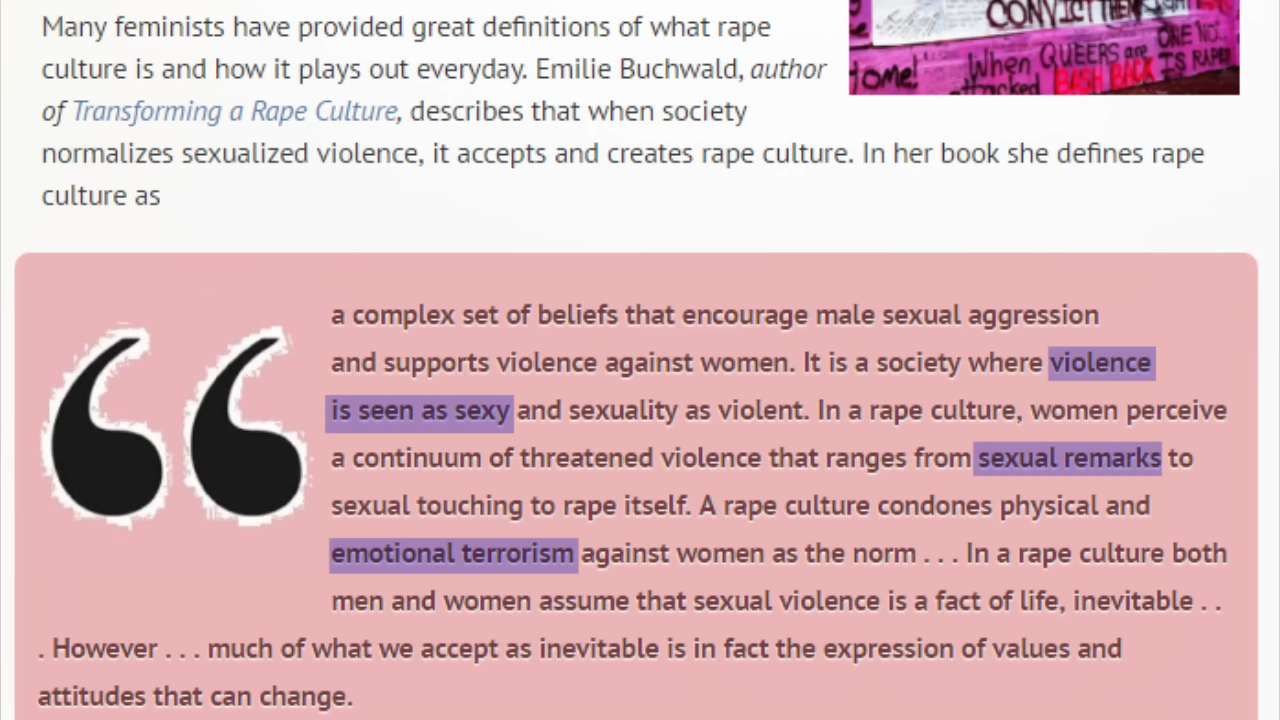 Many feminists have provided great definitions of what rape
culture is and how it plays out everyday. Emilie Buchwald, author
of Transforming a Rape Culture, describes that when society
normalizes sexualized violence, it accepts and creates rape culture. In her book she defines rape
culture as
CONVICT THEM
ONE NO..
When QUEERS are IS RAPE
ome! attacked BASH BACK
“
a complex set of beliefs that encourage male sexual aggression
and supports violence against women. It is a society where violence
is seen as sexy and sexuality as violent. In a rape culture, women perceive
a continuum of threatened violence that ranges from sexual remarks to
sexual touching to rape itself. A rape culture condones physical and
emotional terrorism against women as the norm . . . In a rape culture both
men and women assume that sexual violence is a fact of life, inevitable . .
. However . . . much of what we accept as inevitable is in fact the expression of values and
attitudes that can change.